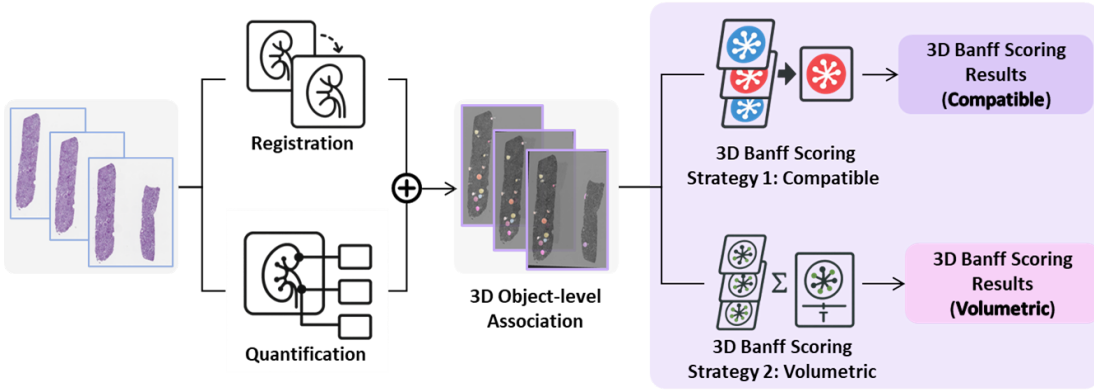 Registration
Quantification
3D Object-level
Association
3D Banff Scoring
Strategy 1: Compatible
3D Banff Scoring
Results
(Compatible)
Σ
T
3D Banff Scoring
Strategy 2: Volumetric
3D Banff Scoring
Results
(Volumetric)